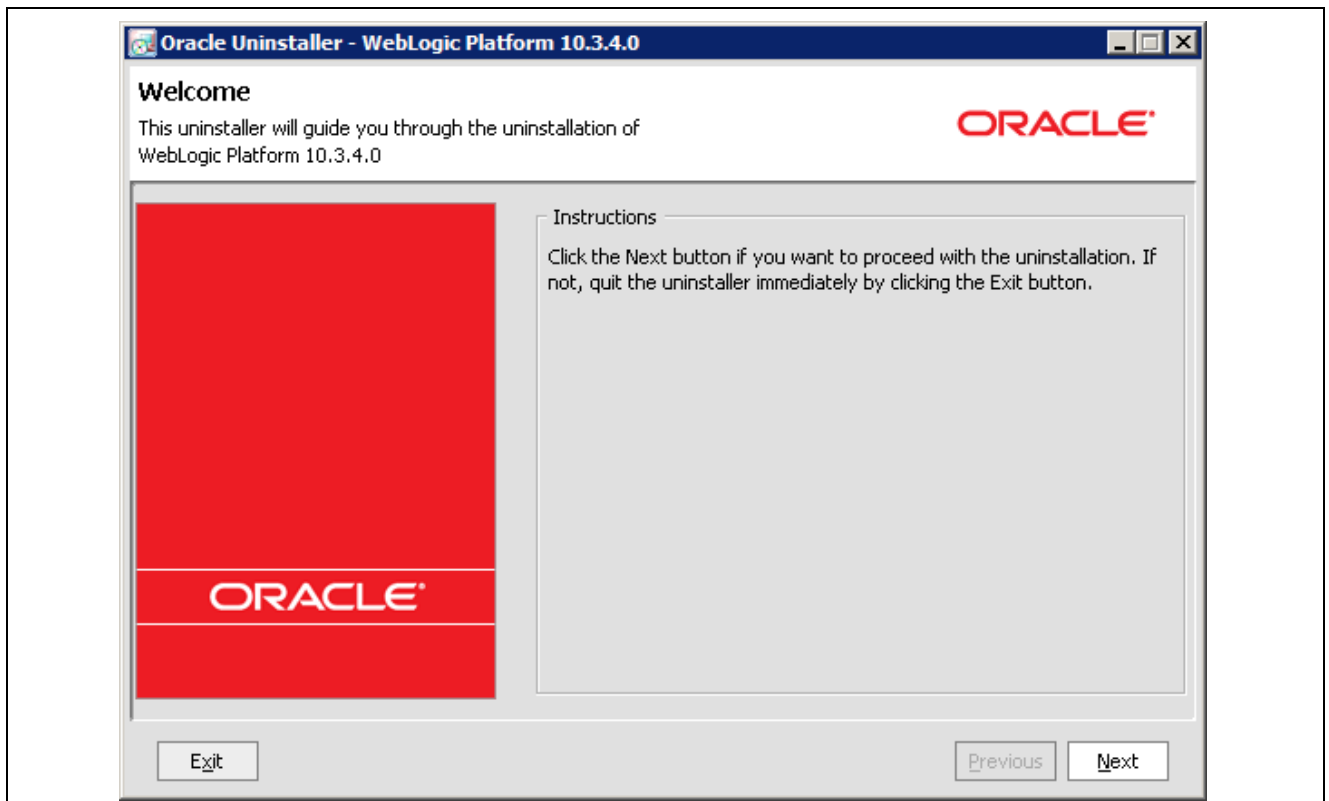 Oracle Uninstaller - WebLogic Platform 10.3.4.0
Welcome
This uninstaller will guide you through the uninstallation of
WebLogic Platform 10.3.4.0
ORACLE
Instructions
Click the Next button if you want to proceed with the uninstallation. If
not, quit the uninstaller immediately by clicking the Exit button.
ORACLE
Exit
Previous
Next